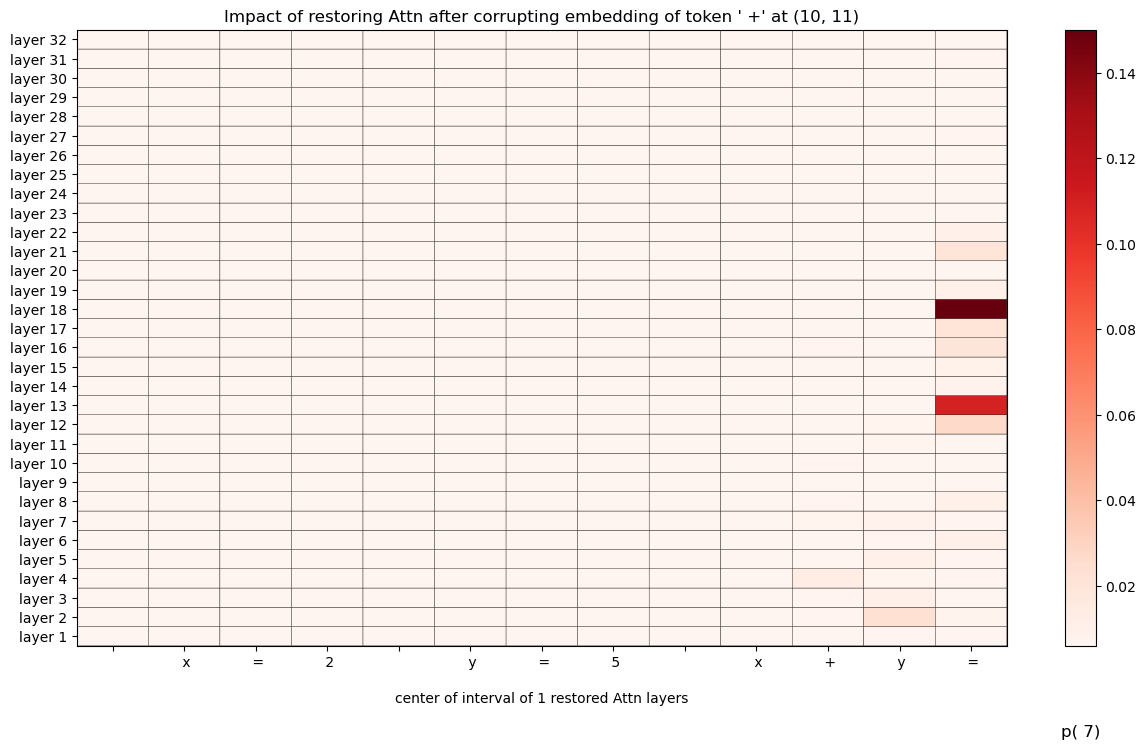 Impact of restoring Attn after corrupting embedding of token ' +' at (10, 11)
layer 32
layer 31
layer 30
layer 29
layer 28
layer 27
layer 26
layer 25
layer 24
layer 23
layer 22
layer 21
layer 20
layer 19
layer 18
layer 17
layer 16
layer 15
layer 14
layer 13
layer 12
layer 11
layer 10
layer 9
layer 8
layer 7
layer 6
layer 5
layer 4
layer 3
layer 2
layer 1
x = 2 y = 5 x + y =
center of interval of 1 restored Attn layers
0.14
0.12
0.10
0.08
0.06
0.04
0.02
p( 7)